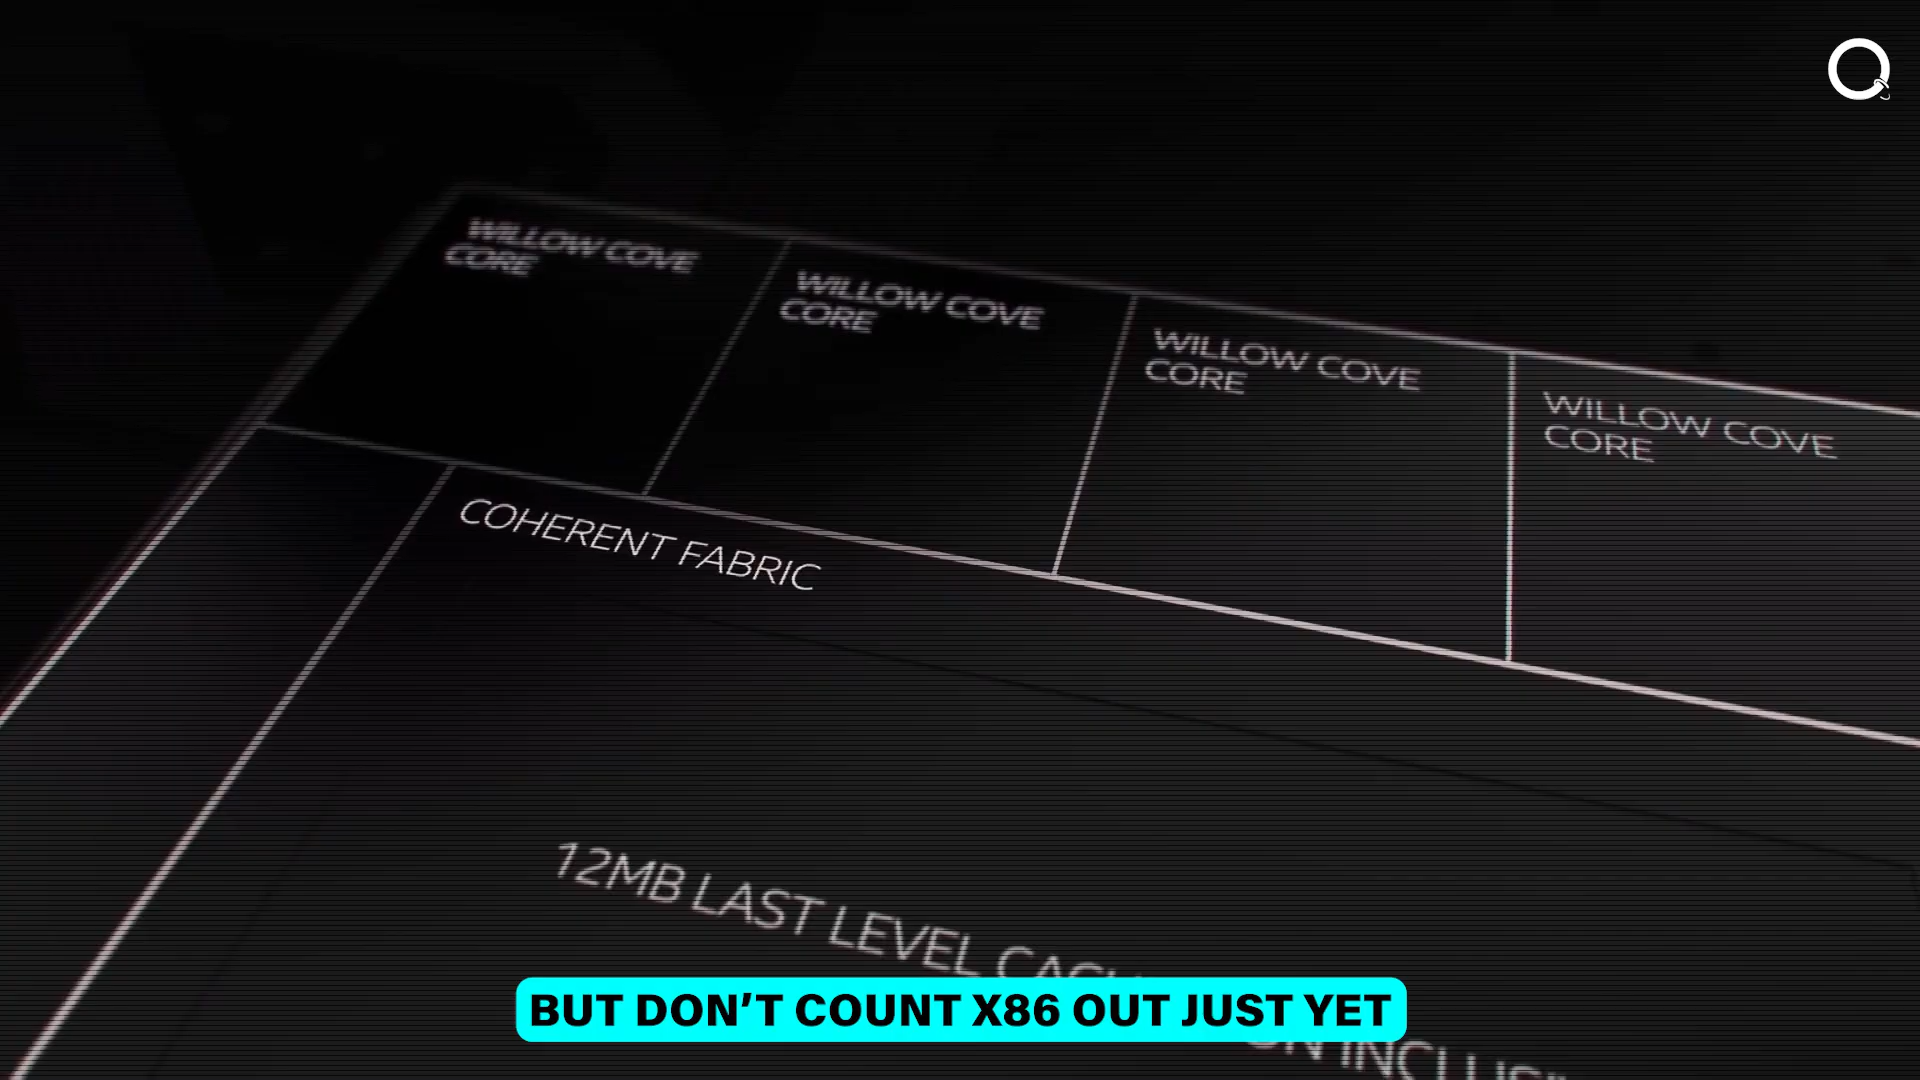 WILLOW COVE
CORE
WILLOW COVE
CORE
WILLOW COVE
CORE
WILLOW COVE
CORE
COHERENT FABRIC
12MB LAST LEVEL
BUT DON’T COUNT X86 OUT JUST YET